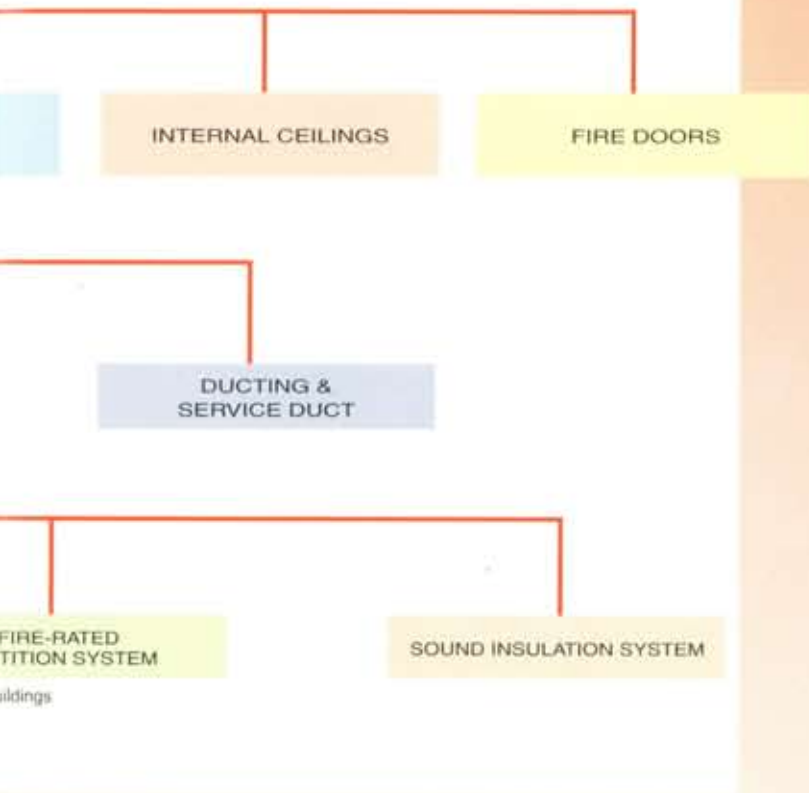 INTERNAL CEILINGS
FIRE DOORS
DUCTING &
SERVICE DUCT
FIRE-RATED
TITION SYSTEM
SOUND INSULATION SYSTEM
ildings